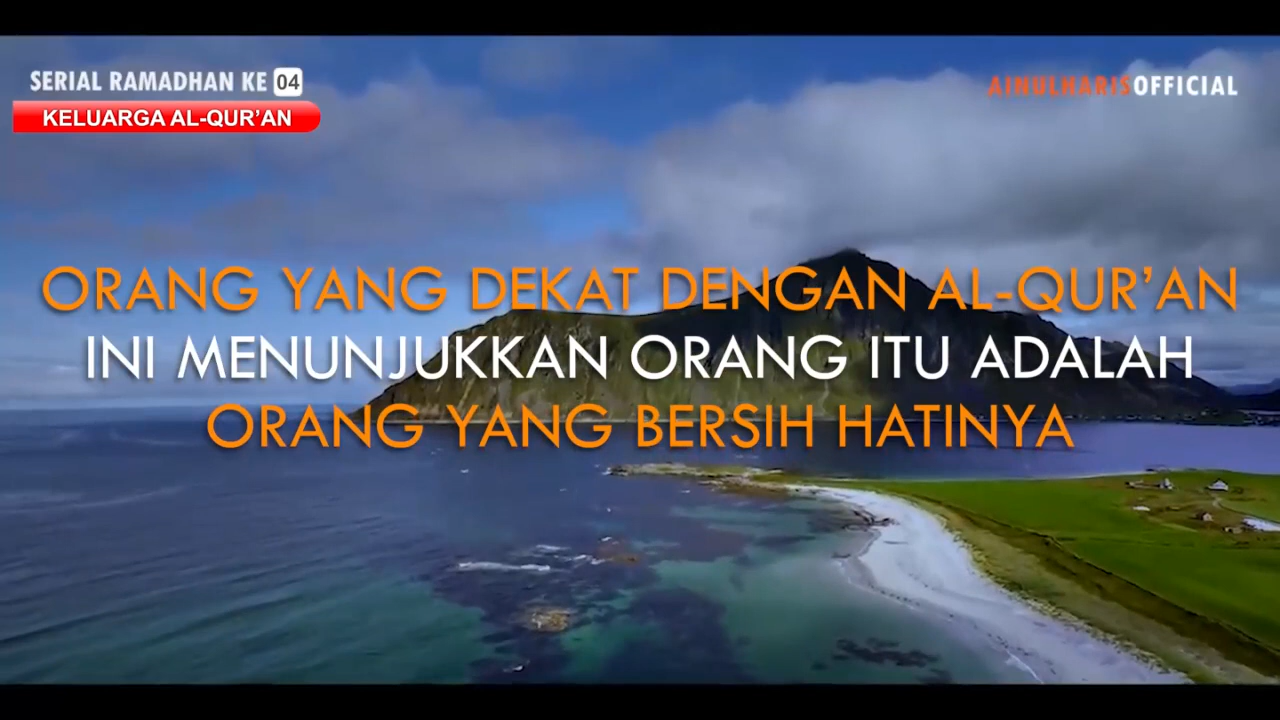 SERIAL RAMADHAN KE 04
AINULHARISOFFICIAL
KELUARGA AL-QUR'AN
ORANG YANG DEKAT DENGAN AL-QUR'AN
INI MENUNJUKKAN ORANG ITU ADALAH
ORANG YANG BERSIH HATINYA